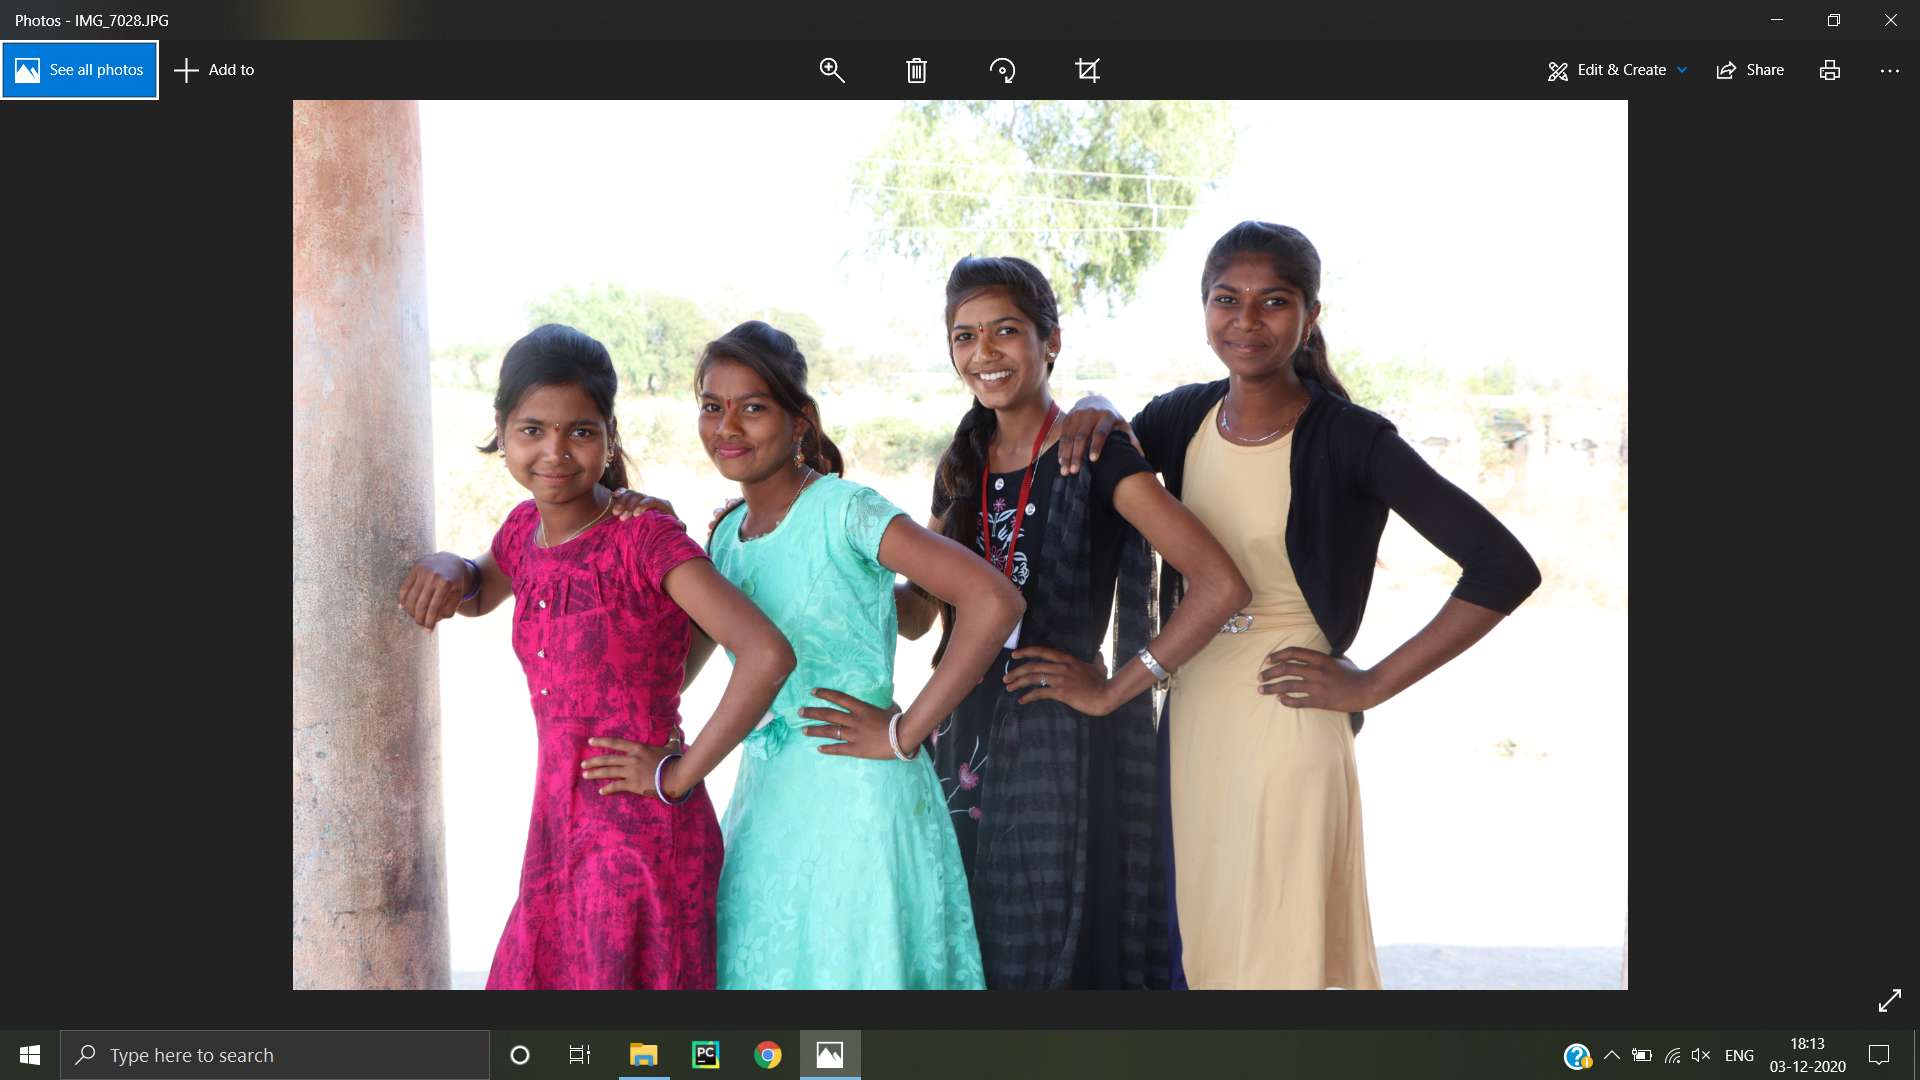 Photos - IMG_7028.JPG
See all photos
Add to
Edit & Create
Share
Type here to search
PC
ENG
18:13
03-12-2020